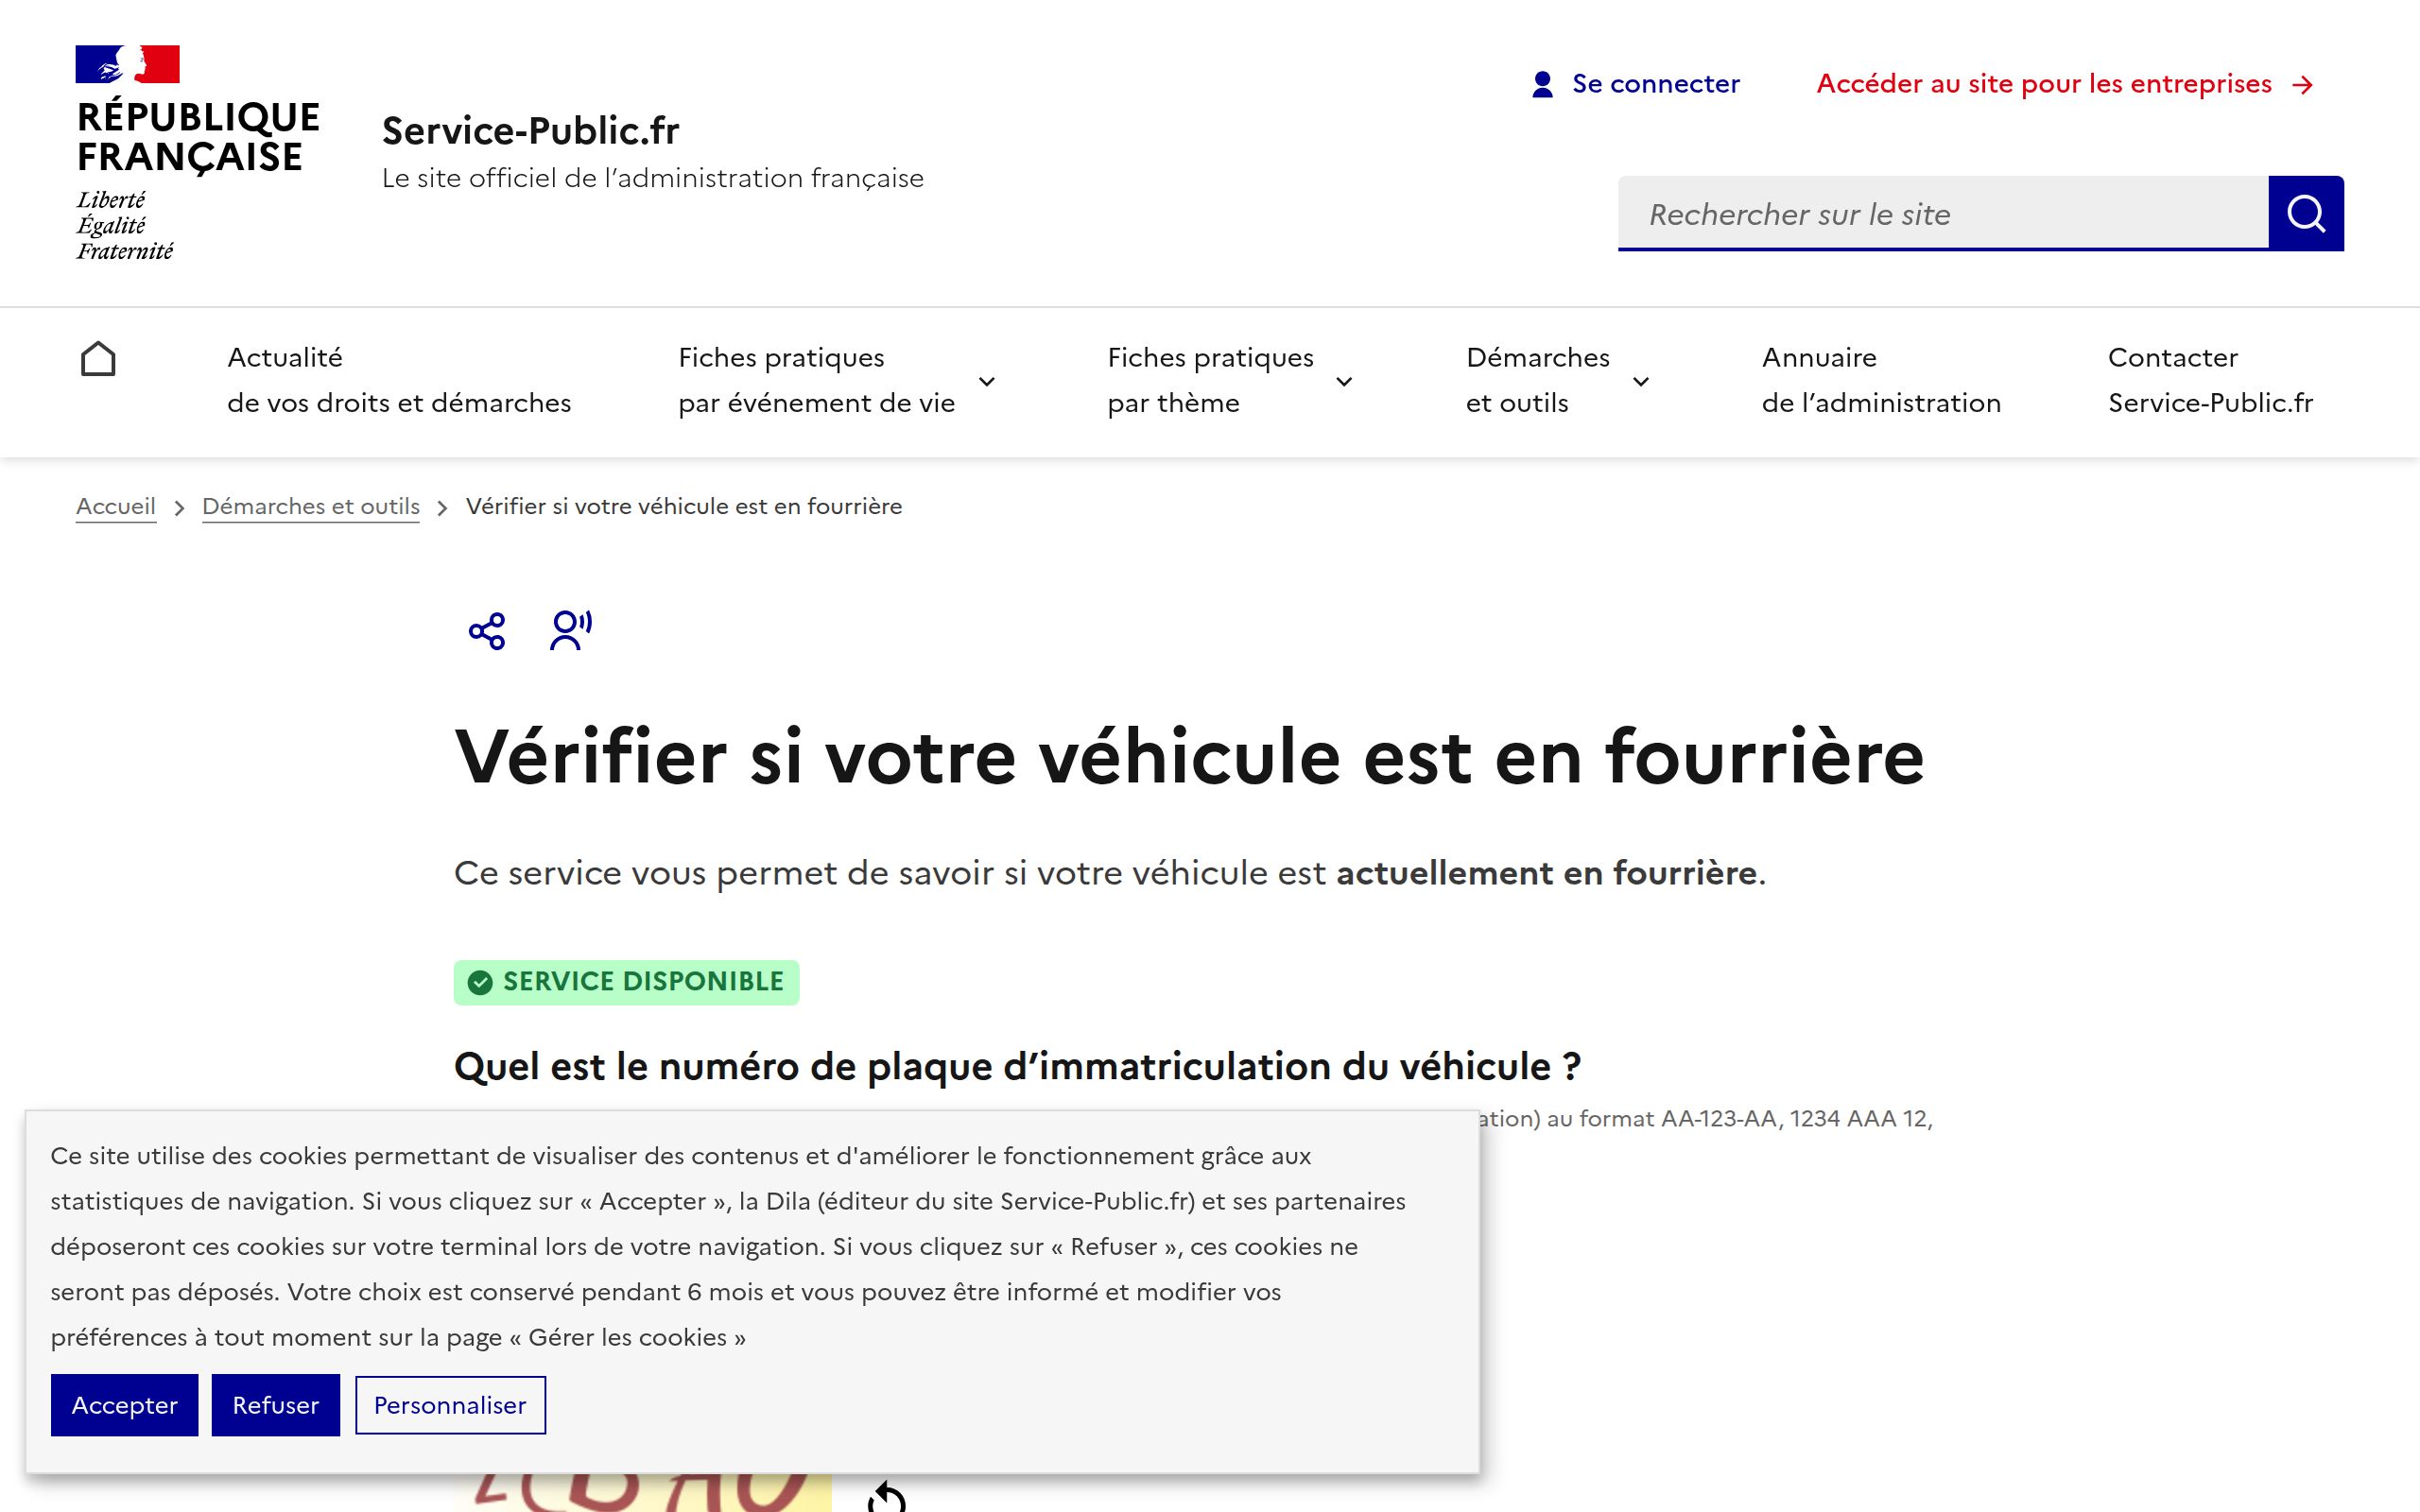 RÉPUBLIQUE
FRANÇAISE
Liberté
Égalité
Fraternité
Service-Public.fr
Le site officiel de l’administration française
Se connecter
Accéder au site pour les entreprises
Rechercher sur le site
Actualité
de vos droits et démarches
Fiches pratiques
par événement de vie
Fiches pratiques
par thème
Démarches
et outils
Annuaire
de l’administration
Contacter
Service-Public.fr
Accueil
Démarches et outils
Vérifier si votre véhicule est en fourrière
Vérifier si votre véhicule est en fourrière
Ce service vous permet de savoir si votre véhicule est actuellement en fourrière.
SERVICE DISPONIBLE
Quel est le numéro de plaque d’immatriculation du véhicule ?
au format AA-123-AA, 1234 AAA 12,
Ce site utilise des cookies permettant de visualiser des contenus et d'améliorer le fonctionnement grâce aux
statistiques de navigation. Si vous cliquez sur « Accepter », la Dila (éditeur du site Service-Public.fr) et ses partenaires
déposeront ces cookies sur votre terminal lors de votre navigation. Si vous cliquez sur « Refuser », ces cookies ne
seront pas déposés. Votre choix est conservé pendant 6 mois et vous pouvez être informé et modifier vos
préférences à tout moment sur la page « Gérer les cookies »
Accepter
Refuser
Personnaliser